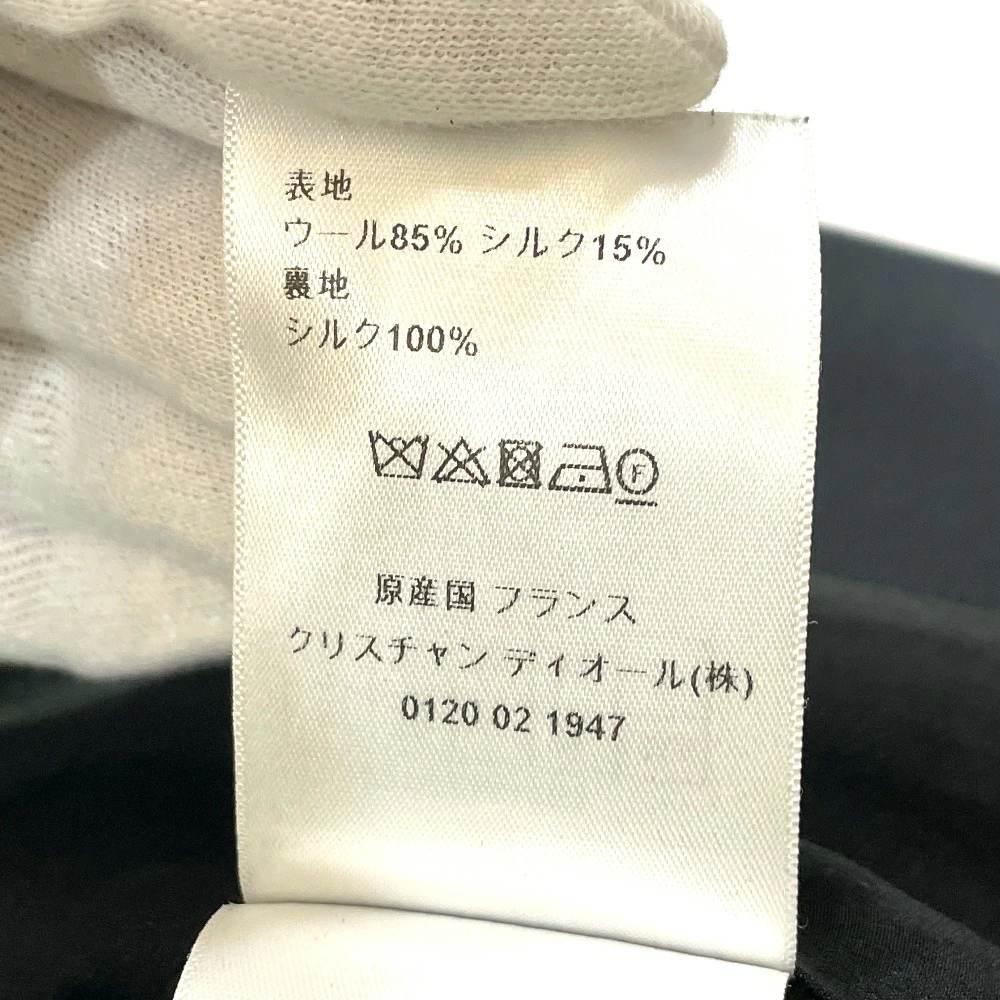 表地
ウール85% シルク15%
裏地
シルク100%
F
原産国 フランス
クリスチャン ディオール(株)
0120 02 1947